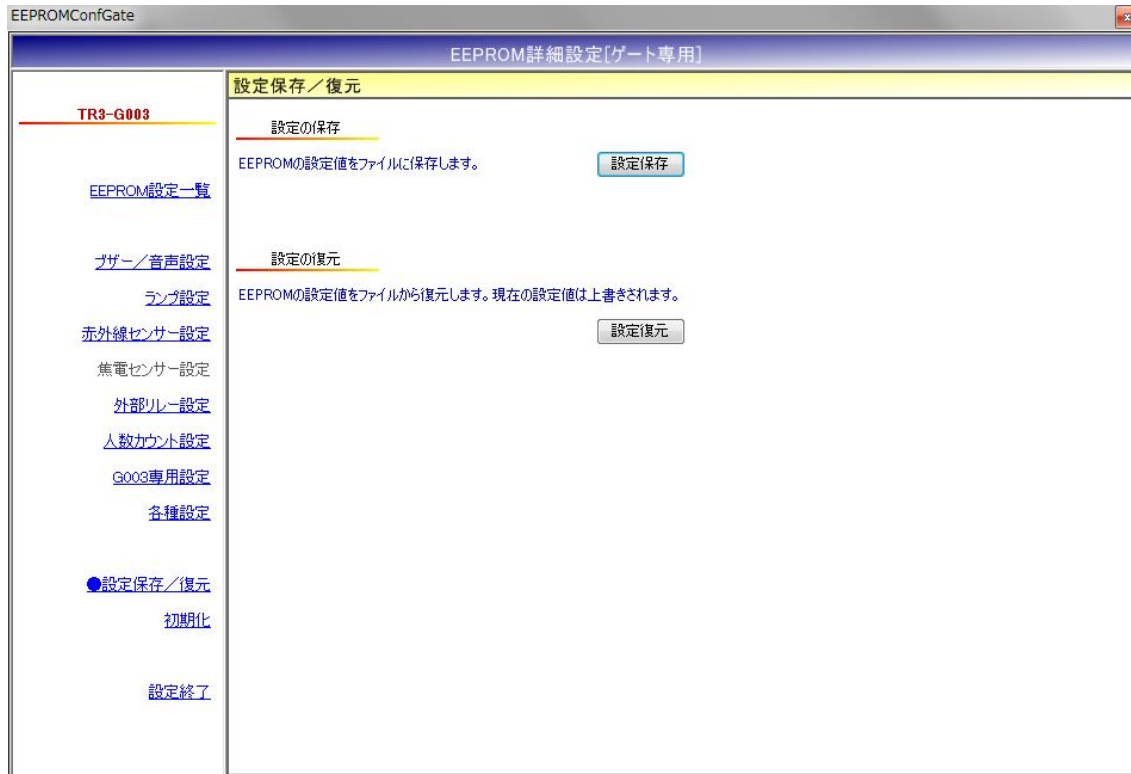 EEPROMConfGate
EEPROM詳細設定[ゲート専用]
TR3-G003
EEPROM設定一覧
ブザー／音声設定
ランプ設定
赤外線センサー設定
焦電センサー設定
外部リレー設定
人数カウント設定
G003専用設定
各種設定
●設定保存／復元
初期化
設定終了
設定保存／復元
設定の保存
EEPROMの設定値をファイルに保存します。
設定保存
設定の復元
EEPROMの設定値をファイルから復元します。現在の設定値は上書きされます。
設定復元